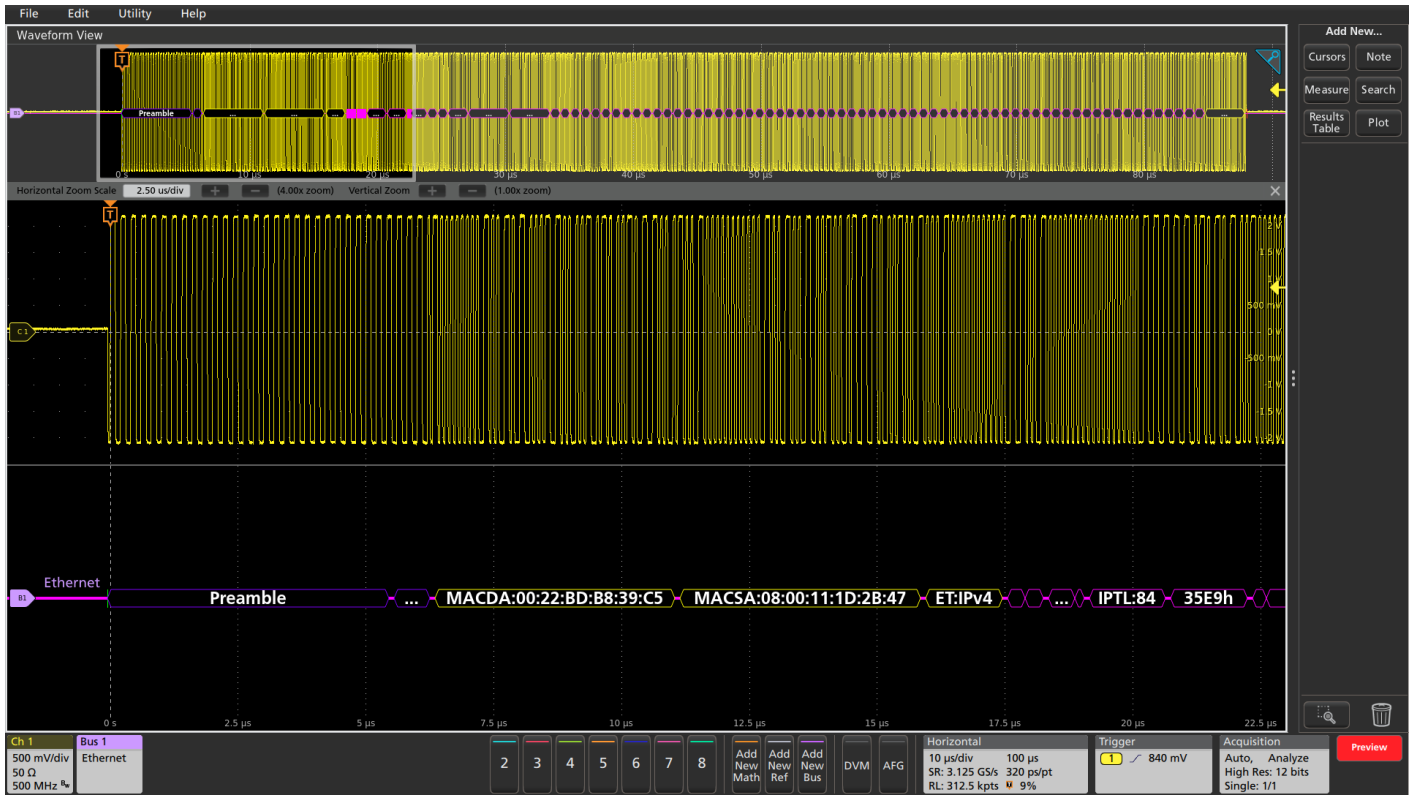 File Edit Utility Help
Waveform View
Add New...
Cursors Note
Measure Search
Results Table Plot
T
B1 Preamble ... ... ... ... ... ... ... ... ... ...
0 s 10 µs 20 µs 30 µs 40 µs 50 µs 60 µs 70 µs 80 µs
Horizontal Zoom Scale 2.50 us/div + − (4.00x zoom) Vertical Zoom + − (1.00x zoom) ×
T
2 V
1.5 V
1 V
500 mV
C1 0 V
-500 mV
-1 V
-1.5 V
-2 V
Ethernet
B1 Preamble ... MACDA:00:22:BD:B8:39:C5 MACSA:08:00:11:1D:2B:47 ET:IPv4 ... IPTL:84 35E9h
0 s 2.5 µs 5 µs 7.5 µs 10 µs 12.5 µs 15 µs 17.5 µs 20 µs 22.5 µs
Ch 1
500 mV/div
50 Ω
500 MHz Bw
Bus 1
Ethernet
2 3 4 5 6 7 8
Add New Math
Add New Ref
Add New Bus
DVM
AFG
Horizontal
10 µs/div 100 µs
SR: 3.125 GS/s 320 ps/pt
RL: 312.5 kpts 9%
Trigger
1 840 mV
Acquisition
Auto, Analyze
High Res: 12 bits
Single: 1/1
Preview